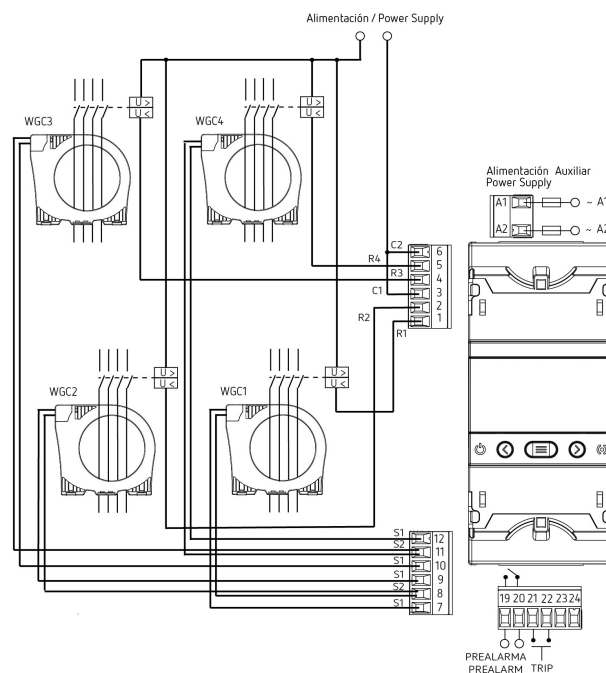 Alimentación / Power Supply
U >
U <
U >
U <
WGC3
WGC4
Alimentación Auxiliar
Power Supply
A1
~ A1
A2
~ A2
C2
6
R4
5
R3
4
C1
3
2
R2
1
R1
U >
U <
U >
U <
WGC2
WGC1
S1
12
S2
11
S1
10
S1
9
S2
8
S1
7
19 20 21 22 23 24
PREALARMA
PREALARM
TRIP